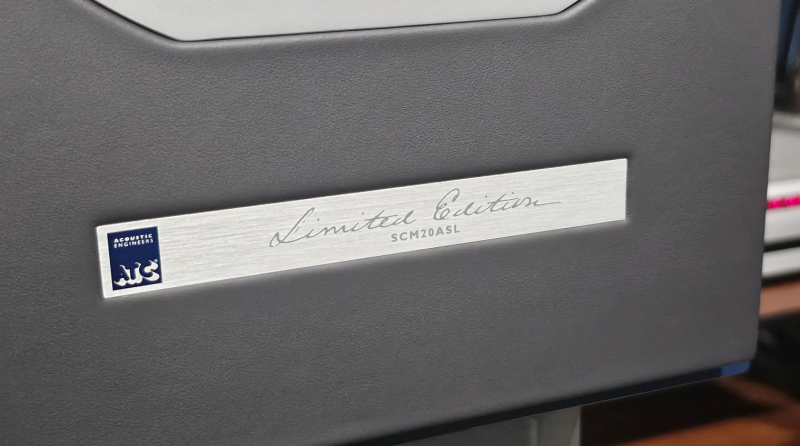 ACOUSTIC
ENGINEERS
ATC
Limited Edition
SCM20ASL